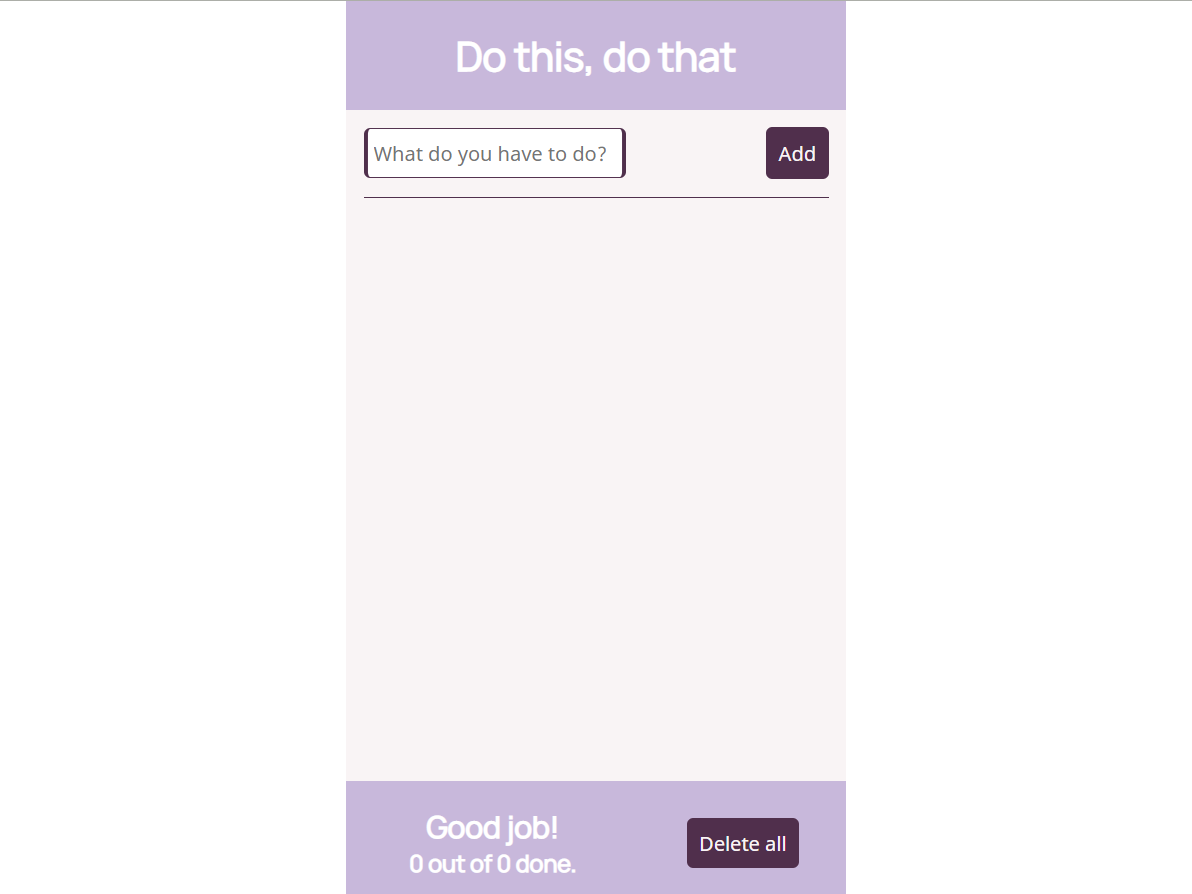 Do this, do that
What do you have to do?
Add
Good job!
0 out of 0 done.
Delete all